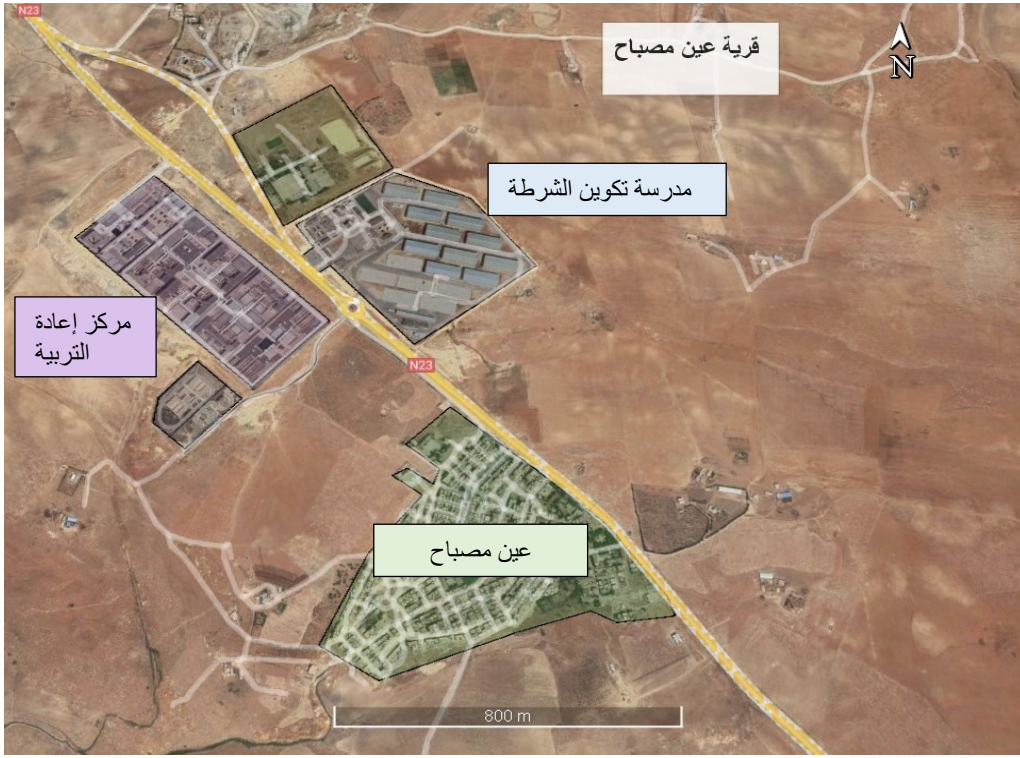 N23
قرية عين مصباح
N
مدرسة تكوين الشرطة
مركز إعادة
التربية
N23
عين مصباح
800 m